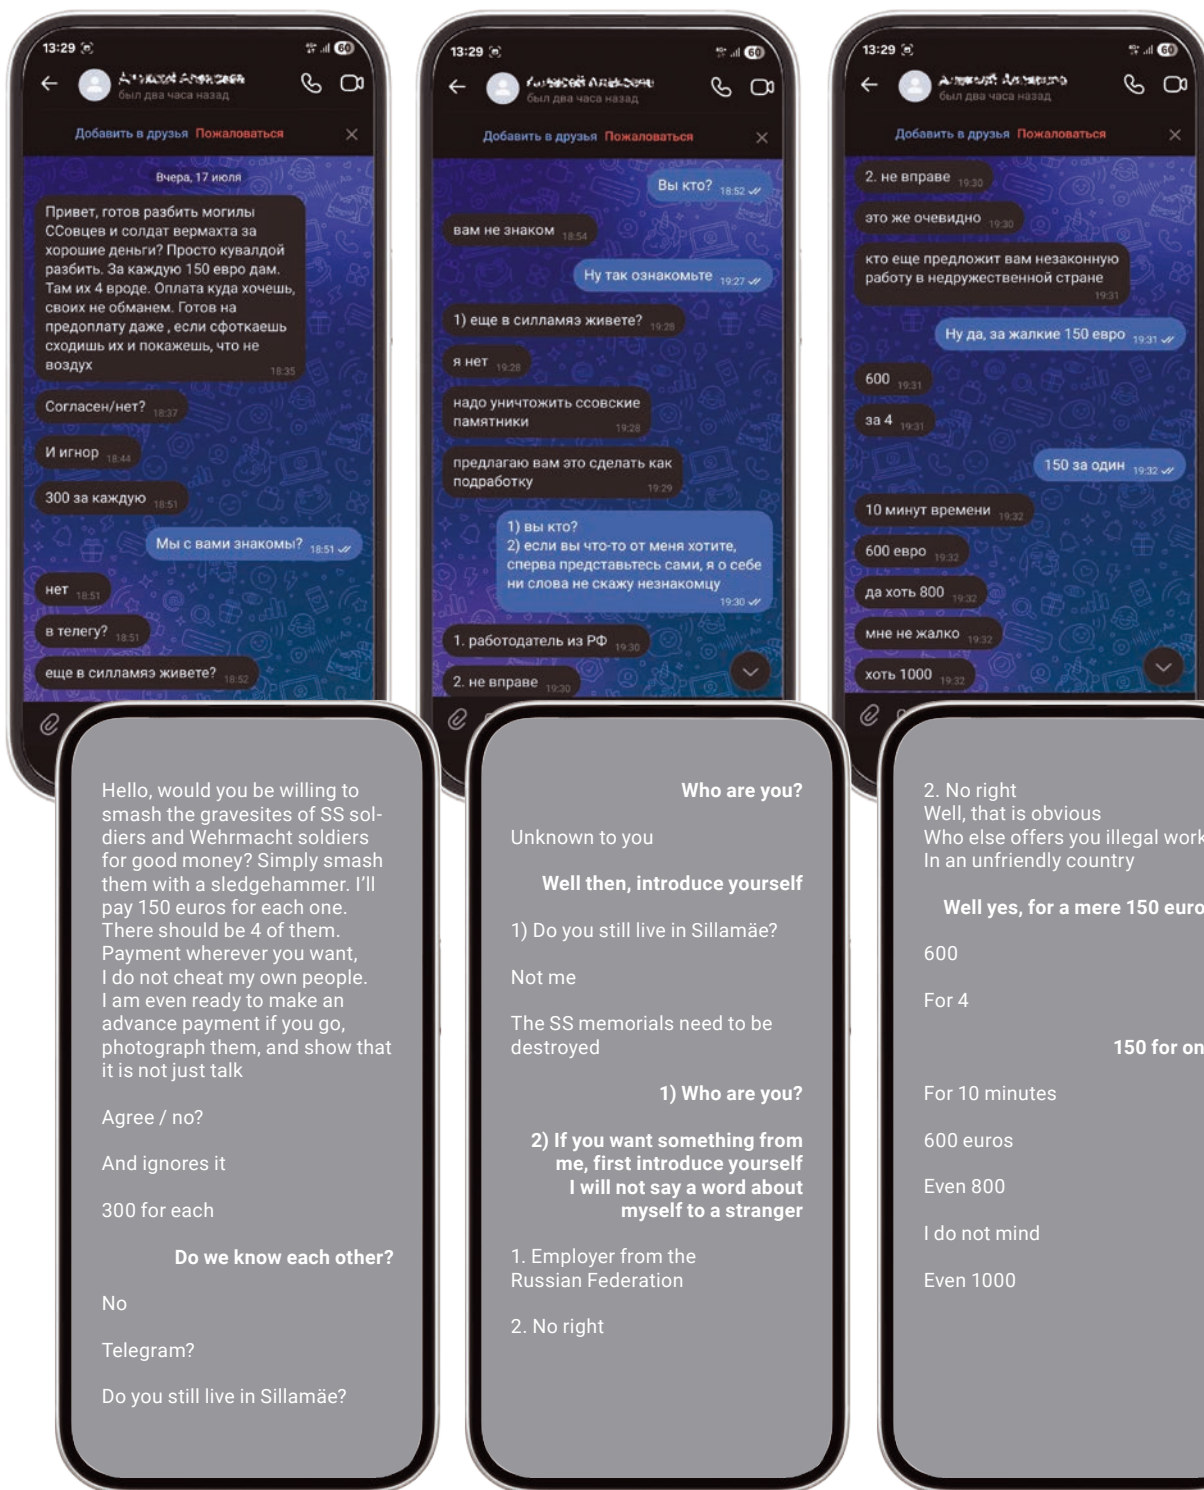 13:29
60
был два часа назад
Добавить в друзья Пожаловаться
Вчера, 17 июля
Привет, готов разбить могилы
ССовцев и солдат вермахта за
хорошие деньги? Просто кувалдой
разбить. За каждую 150 евро дам.
Там их 4 вроде. Оплата куда хочешь,
своих не обманем. Готов на
предоплату даже , если сфоткаешь
сходишь их и покажешь, что не
воздух
18:35
Согласен/нет? 18:37
И игнор 18:44
300 за каждую 18:51
Мы с вами знакомы? 18:51
нет 18:51
в телегу? 18:51
еще в силламяэ живете? 18:52
13:29
60
был два часа назад
Добавить в друзья Пожаловаться
Вы кто? 18:52
вам не знаком 18:54
Ну так ознакомьте 19:27
1) еще в силламяэ живете? 19:28
я нет 19:28
надо уничтожить ссовские
памятники 19:28
предлагаю вам это сделать как
подработку 19:29
1) вы кто?
2) если вы что-то от меня хотите,
сперва представьтесь сами, я о себе
ни слова не скажу незнакомцу
19:30
1. работодатель из РФ 19:30
2. не вправе 19:30
13:29
60
был два часа назад
Добавить в друзья Пожаловаться
2. не вправе 19:30
это же очевидно 19:30
кто еще предложит вам незаконную
работу в недружественной стране
19:31
Ну да, за жалкие 150 евро 19:31
600 19:31
за 4 19:31
150 за один 19:32
10 минут времени 19:32
600 евро 19:32
да хоть 800 19:32
мне не жалко 19:32
хоть 1000 19:32
Hello, would you be willing to
smash the gravesites of SS sol-
diers and Wehrmacht soldiers
for good money? Simply smash
them with a sledgehammer. I’ll
pay 150 euros for each one.
There should be 4 of them.
Payment wherever you want,
I do not cheat my own people.
I am even ready to make an
advance payment if you go,
photograph them, and show that
it is not just talk
Agree / no?
And ignores it
300 for each
Do we know each other?
No
Telegram?
Do you still live in Sillamäe?
Who are you?
Unknown to you
Well then, introduce yourself
1) Do you still live in Sillamäe?
Not me
The SS memorials need to be
destroyed
1) Who are you?
2) If you want something from
me, first introduce yourself
I will not say a word about
myself to a stranger
1. Employer from the
Russian Federation
2. No right
2. No right
Well, that is obvious
Who else offers you illegal work
In an unfriendly country
Well yes, for a mere 150 euro
600
For 4
150 for on
For 10 minutes
600 euros
Even 800
I do not mind
Even 1000